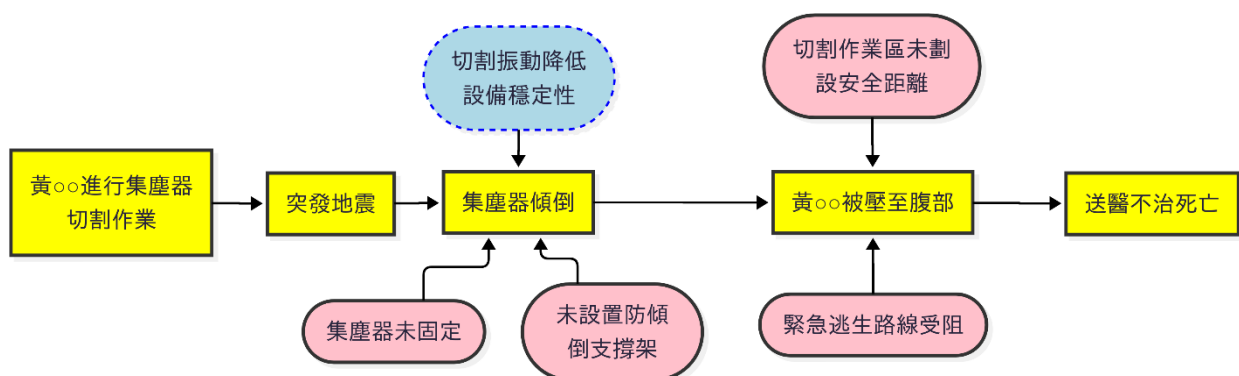 切割振動降低
設備穩定性
切割作業區未劃
設安全距離
黃○○進行集塵器
切割作業
突發地震
集塵器傾倒
黃○○被壓至腹部
送醫不治死亡
集塵器未固定
未設置防傾
倒支撐架
緊急逃生路線受阻